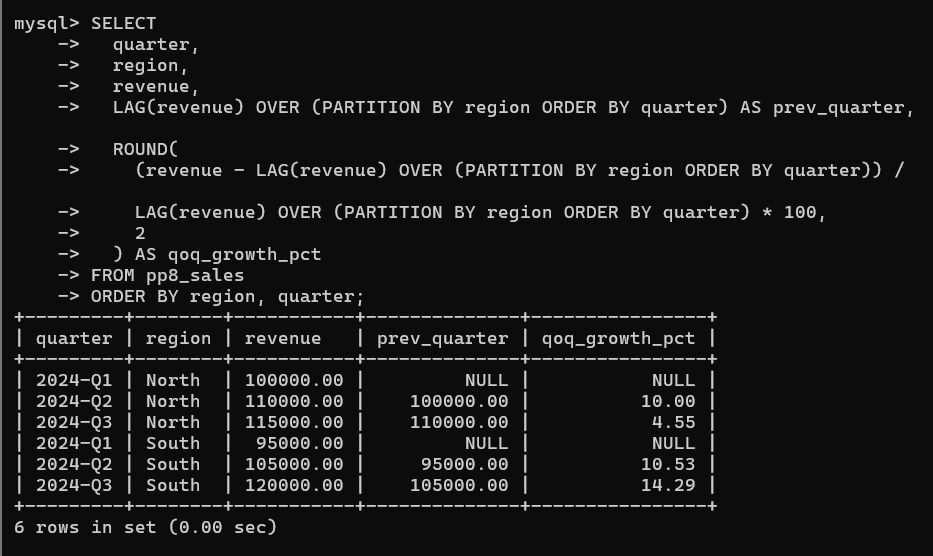 mysql> SELECT
    ->   quarter,
    ->   region,
    ->   revenue,
    ->   LAG(revenue) OVER (PARTITION BY region ORDER BY quarter) AS prev_quarter,
    ->   ROUND(
    ->     (revenue - LAG(revenue) OVER (PARTITION BY region ORDER BY quarter)) /
    ->     LAG(revenue) OVER (PARTITION BY region ORDER BY quarter) * 100,
    ->     2
    ->   ) AS qoq_growth_pct
    -> FROM pp8_sales
    -> ORDER BY region, quarter;
+---------+--------+-----------+--------------+----------------+
| quarter | region | revenue   | prev_quarter | qoq_growth_pct |
+---------+--------+-----------+--------------+----------------+
| 2024-Q1 | North  | 100000.00 |         NULL |           NULL |
| 2024-Q2 | North  | 110000.00 |    100000.00 |          10.00 |
| 2024-Q3 | North  | 115000.00 |    110000.00 |           4.55 |
| 2024-Q1 | South  |  95000.00 |         NULL |           NULL |
| 2024-Q2 | South  | 105000.00 |     95000.00 |          10.53 |
| 2024-Q3 | South  | 120000.00 |    105000.00 |          14.29 |
+---------+--------+-----------+--------------+----------------+
6 rows in set (0.00 sec)